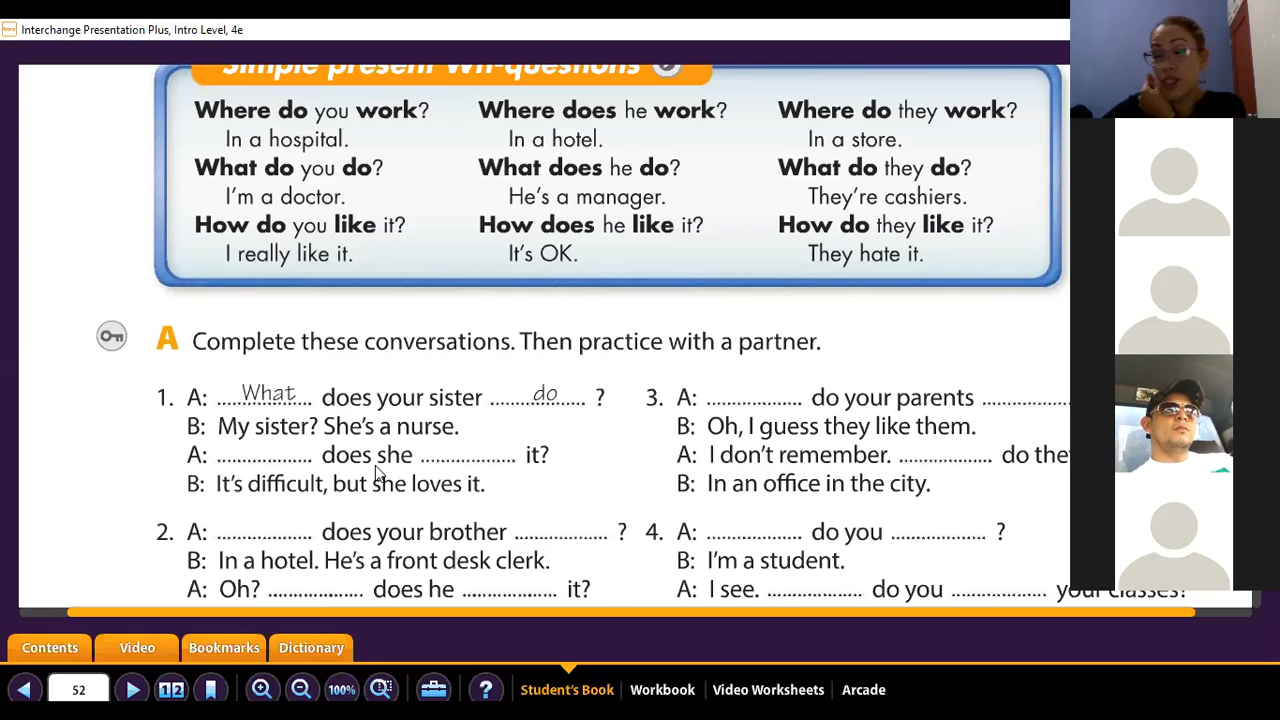 Interchange Presentation Plus, Intro Level, 4e
Simple present Wh-questions
Where do you work? Where does he work? Where do they work?
In a hospital. In a hotel. In a store.
What do you do? What does he do? What do they do?
I'm a doctor. He's a manager. They're cashiers.
How do you like it? How does he like it? How do they like it?
I really like it. It's OK. They hate it.
A Complete these conversations. Then practice with a partner.
1. A: What does your sister do ?
B: My sister? She's a nurse.
A: .................. does she .................. it?
B: It's difficult, but she loves it.
2. A: .................. does your brother .................. ?
B: In a hotel. He's a front desk clerk.
A: Oh? .................. does he .................. it?
3. A: .................. do your parents ..................
B: Oh, I guess they like them.
A: I don't remember. .................. do the
B: In an office in the city.
4. A: .................. do you .................. ?
B: I'm a student.
A: I see. .................. do you .................. your classes?
Contents Video Bookmarks Dictionary
52 1 2 100% ? Student's Book Workbook Video Worksheets Arcade